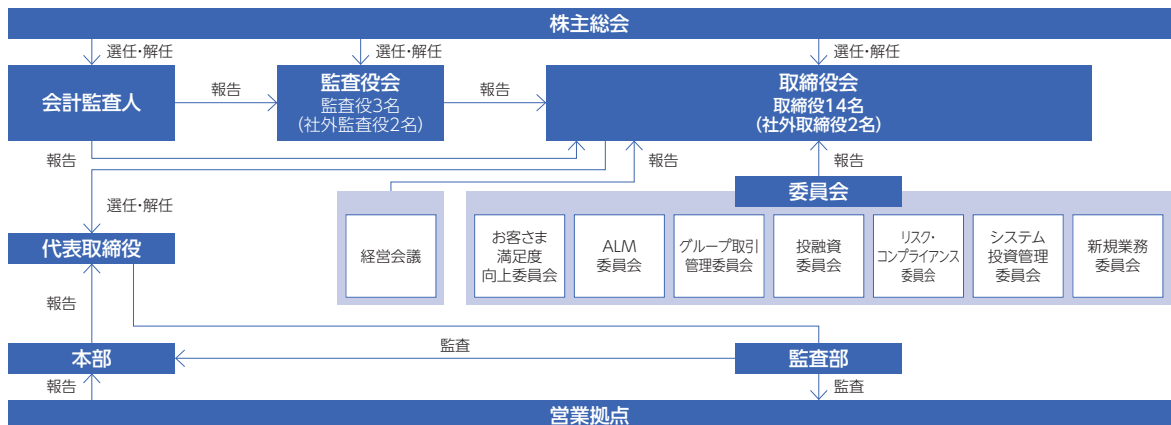 株主総会
選任・解任
選任・解任
選任・解任
会計監査人
報告
監査役会
監査役3名
(社外監査役2名)
報告
取締役会
取締役14名
(社外取締役2名)
報告
報告
報告
選任・解任
委員会
経営会議
お客さま
満足度
向上委員会
ALM
委員会
グループ取引
管理委員会
投融資
委員会
リスク・
コンプライアンス
委員会
システム
投資管理
委員会
新規業務
委員会
代表取締役
報告
本部
監査
監査部
報告
監査
営業拠点